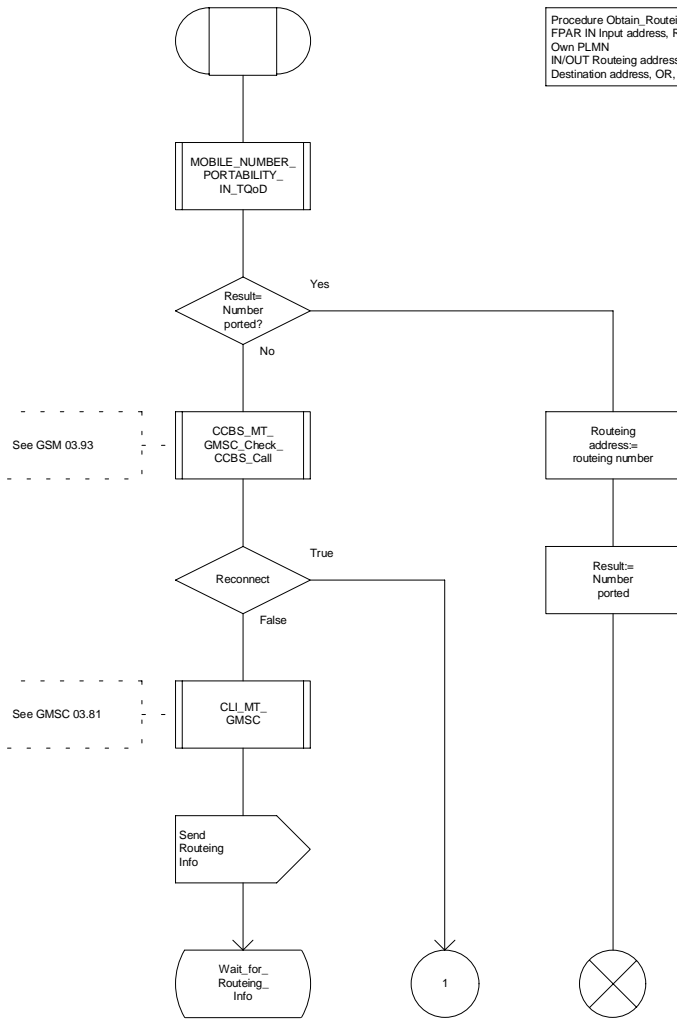 Procedure
FPAR IN Input address,
Own PLMN
IN/OUT Routeing address
Destination address, OR,
MOBILE_NUMBER_
PORTABILITY_
IN_TQoD
Yes
Result=
Number
ported?
No
See GSM 03.93
CCBS_MT_
GMSC_Check_
CCBS_Call
Routeing
address:=
routeing number
True
Reconnect
Result:=
Number
ported
False
See GMSC 03.81
CLI_MT_
GMSC
Send
Routeing
Info
Wait_for_
Routeing_
Info
1